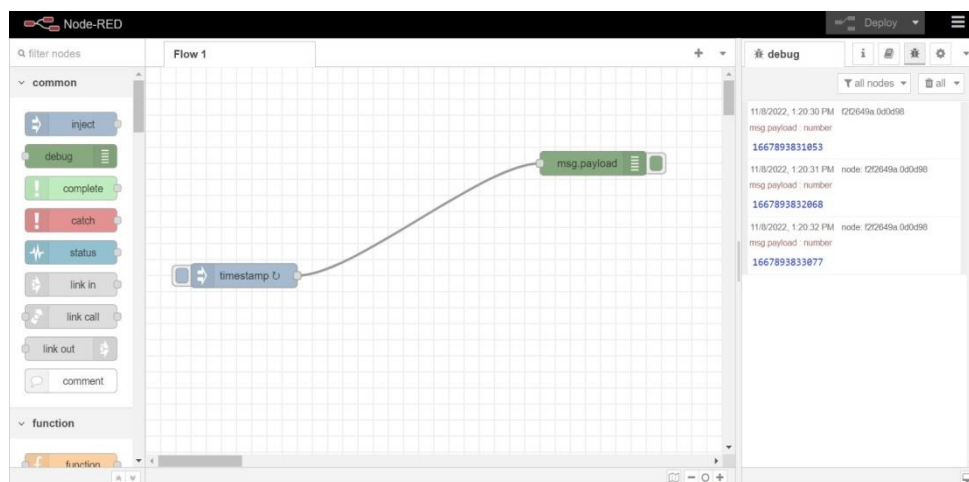 Node-RED
Deploy
filter nodes
common
inject
debug
complete
catch
status
link in
link call
link out
comment
function
function
Flow 1
timestamp ↻
msg.payload
debug
i
all nodes
all
11/8/2022, 1:20:30 PM f2f2649a.0d0d98
msg.payload : number
1667893831053
11/8/2022, 1:20:31 PM node: f2f2649a.0d0d98
msg.payload : number
1667893832068
11/8/2022, 1:20:32 PM node: f2f2649a.0d0d98
msg.payload : number
1667893833077